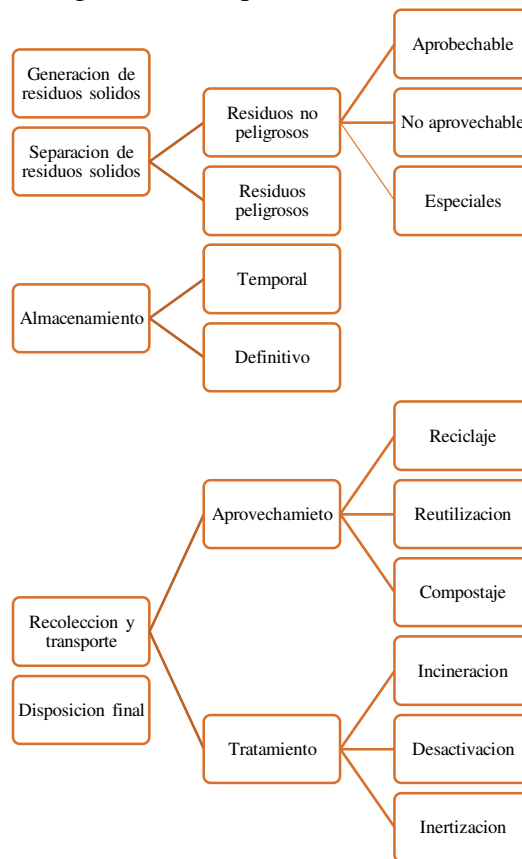 Generacion de
residuos solidos
Separacion de
residuos solidos
Residuos no
peligrosos
Residuos
peligrosos
Aprobechable
No aprovechable
Especiales
Almacenamiento
Temporal
Definitivo
Recoleccion y
transporte
Disposicion final
Aprovechamieto
Reciclaje
Reutilizacion
Compostaje
Tratamiento
Incineracion
Desactivacion
Inertizacion